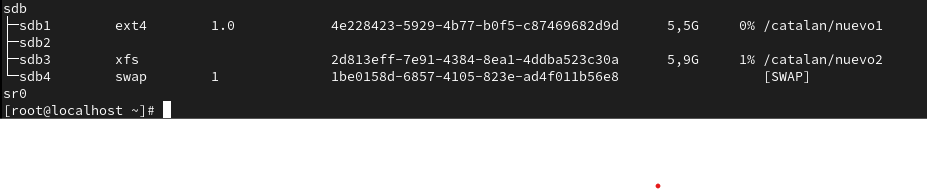 sdb
├─sdb1 ext4 1.0 4e228423-5929-4b77-b0f5-c87469682d9d 5,5G 0% /catalan/nuevo1
├─sdb2
├─sdb3 xfs 2d813eff-7e91-4384-8ea1-4ddba523c30a 5,9G 1% /catalan/nuevo2
└─sdb4 swap 1 1be0158d-6857-4105-823e-ad4f011b56e8 [SWAP]
sr0
[root@localhost ~]#